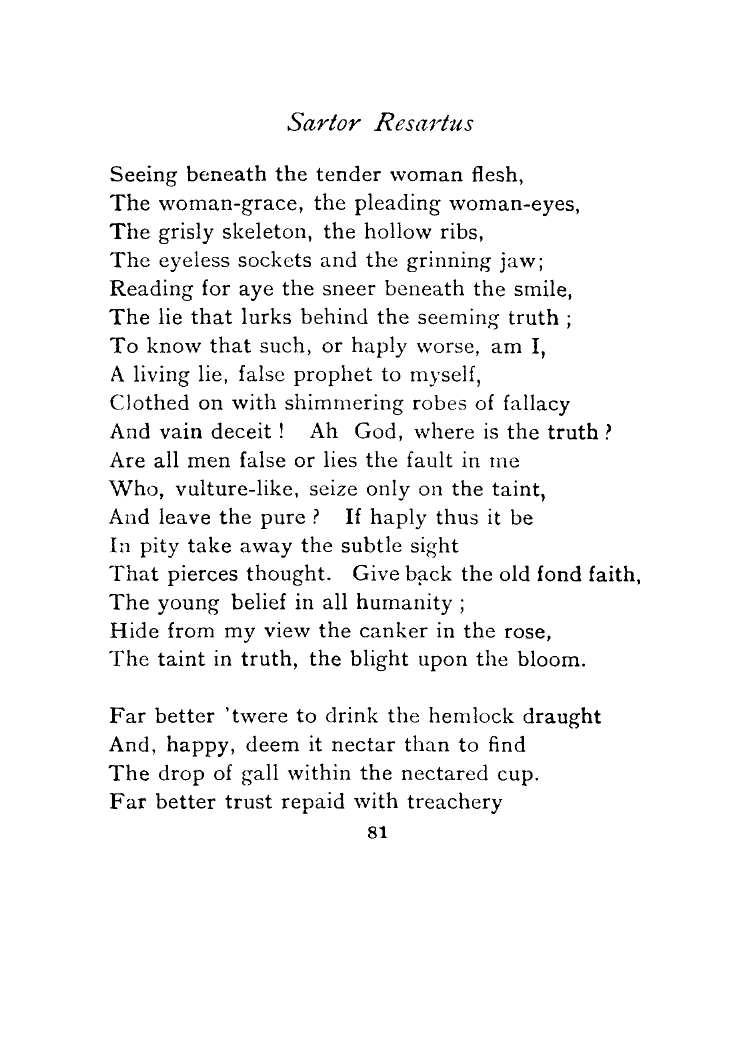 Sartor Resartus
Seeing beneath the tender woman flesh,
The woman-grace, the pleading woman-eyes,
The grisly skeleton, the hollow ribs,
The eyeless sockets and the grinning jaw;
Reading for aye the sneer beneath the smile,
The lie that lurks behind the seeming truth ;
To know that such, or haply worse, am I,
A living lie, false prophet to myself,
Clothed on with shimmering robes of fallacy
And vain deceit ! Ah God, where is the truth ?
Are all men false or lies the fault in me
Who, vulture-like, seize only on the taint,
And leave the pure ? If haply thus it be
In pity take away the subtle sight
That pierces thought. Give back the old fond faith,
The young belief in all humanity ;
Hide from my view the canker in the rose,
The taint in truth, the blight upon the bloom.
Far better 'twere to drink the hemlock draught
And, happy, deem it nectar than to find
The drop of gall within the nectared cup.
Far better trust repaid with treachery
81